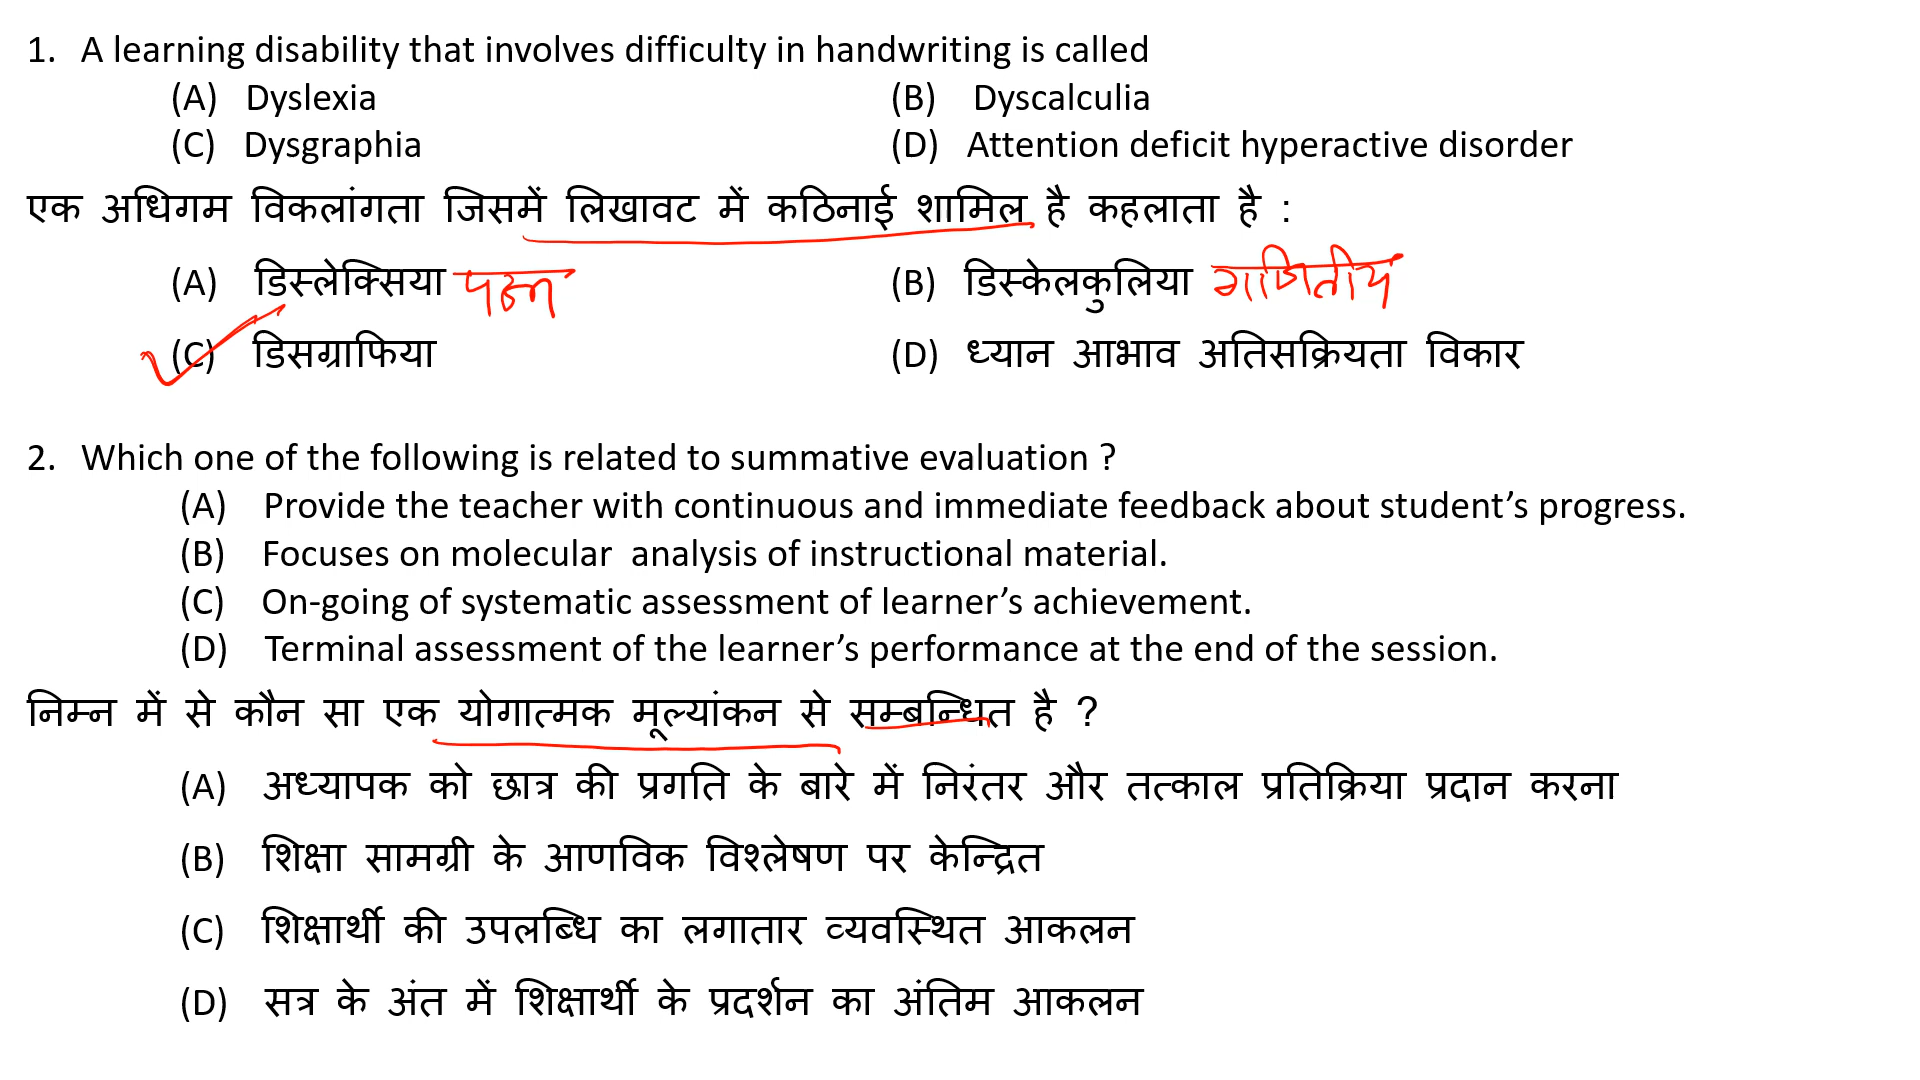 1. A learning disability that involves difficulty in handwriting is called
(A) Dyslexia (B) Dyscalculia
(C) Dysgraphia (D) Attention deficit hyperactive disorder
एक अधिगम विकलांगता जिसमें लिखावट में कठिनाई शामिल है कहलाता है :
(A) डिस्लेक्सिया पठन (B) डिस्केलकुलिया गणितीय
(C) डिसग्राफिया (D) ध्यान आभाव अतिसक्रियता विकार
2. Which one of the following is related to summative evaluation ?
(A) Provide the teacher with continuous and immediate feedback about student’s progress.
(B) Focuses on molecular analysis of instructional material.
(C) On-going of systematic assessment of learner’s achievement.
(D) Terminal assessment of the learner’s performance at the end of the session.
निम्न में से कौन सा एक योगात्मक मूल्यांकन से सम्बन्धित है ?
(A) अध्यापक को छात्र की प्रगति के बारे में निरंतर और तत्काल प्रतिक्रिया प्रदान करना
(B) शिक्षा सामग्री के आणविक विश्लेषण पर केन्द्रित
(C) शिक्षार्थी की उपलब्धि का लगातार व्यवस्थित आकलन
(D) सत्र के अंत में शिक्षार्थी के प्रदर्शन का अंतिम आकलन